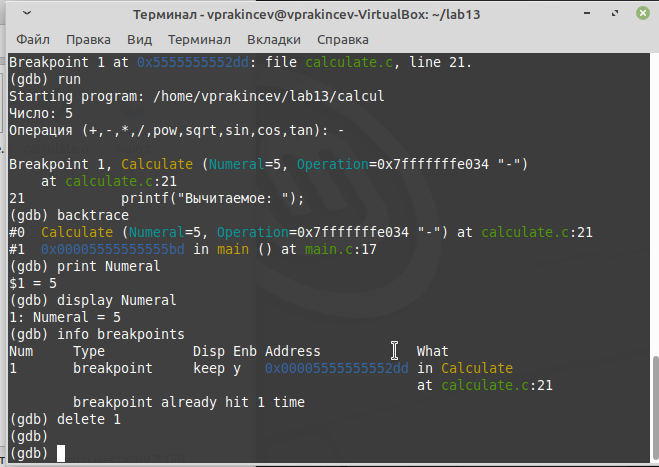 Терминал - vprakincev@vprakincev-VirtualBox: ~/lab13
Файл Правка Вид Терминал Вкладки Справка
Breakpoint 1 at 0x5555555552dd: file calculate.c, line 21.
(gdb) run
Starting program: /home/vprakincev/lab13/calcul
Число: 5
Операция (+,-,*,/,pow,sqrt,sin,cos,tan): -
Breakpoint 1, Calculate (Numeral=5, Operation=0x7fffffffe034 "-")
    at calculate.c:21
21            printf("Вычитаемое: ");
(gdb) backtrace
#0  Calculate (Numeral=5, Operation=0x7fffffffe034 "-") at calculate.c:21
#1  0x00005555555555bd in main () at main.c:17
(gdb) print Numeral
$1 = 5
(gdb) display Numeral
1: Numeral = 5
(gdb) info breakpoints
Num     Type           Disp Enb Address            What
1       breakpoint     keep y   0x00005555555552dd in Calculate
                                                   at calculate.c:21
        breakpoint already hit 1 time
(gdb) delete 1
(gdb)
(gdb)